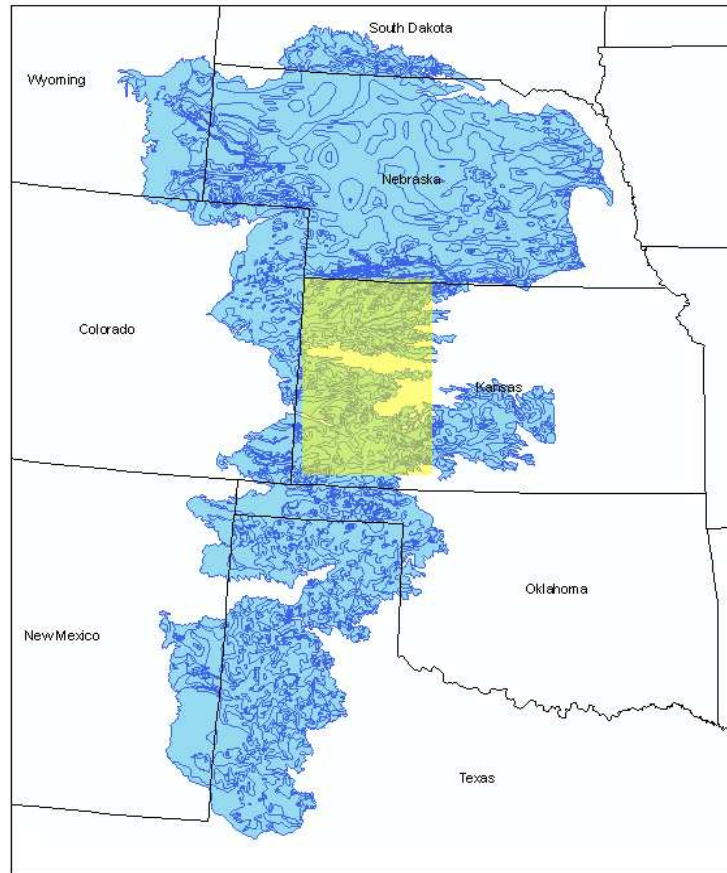 South Dakota
Wyoming
Nebraska
Colorado
Kansas
Oklahoma
New Mexico
Texas